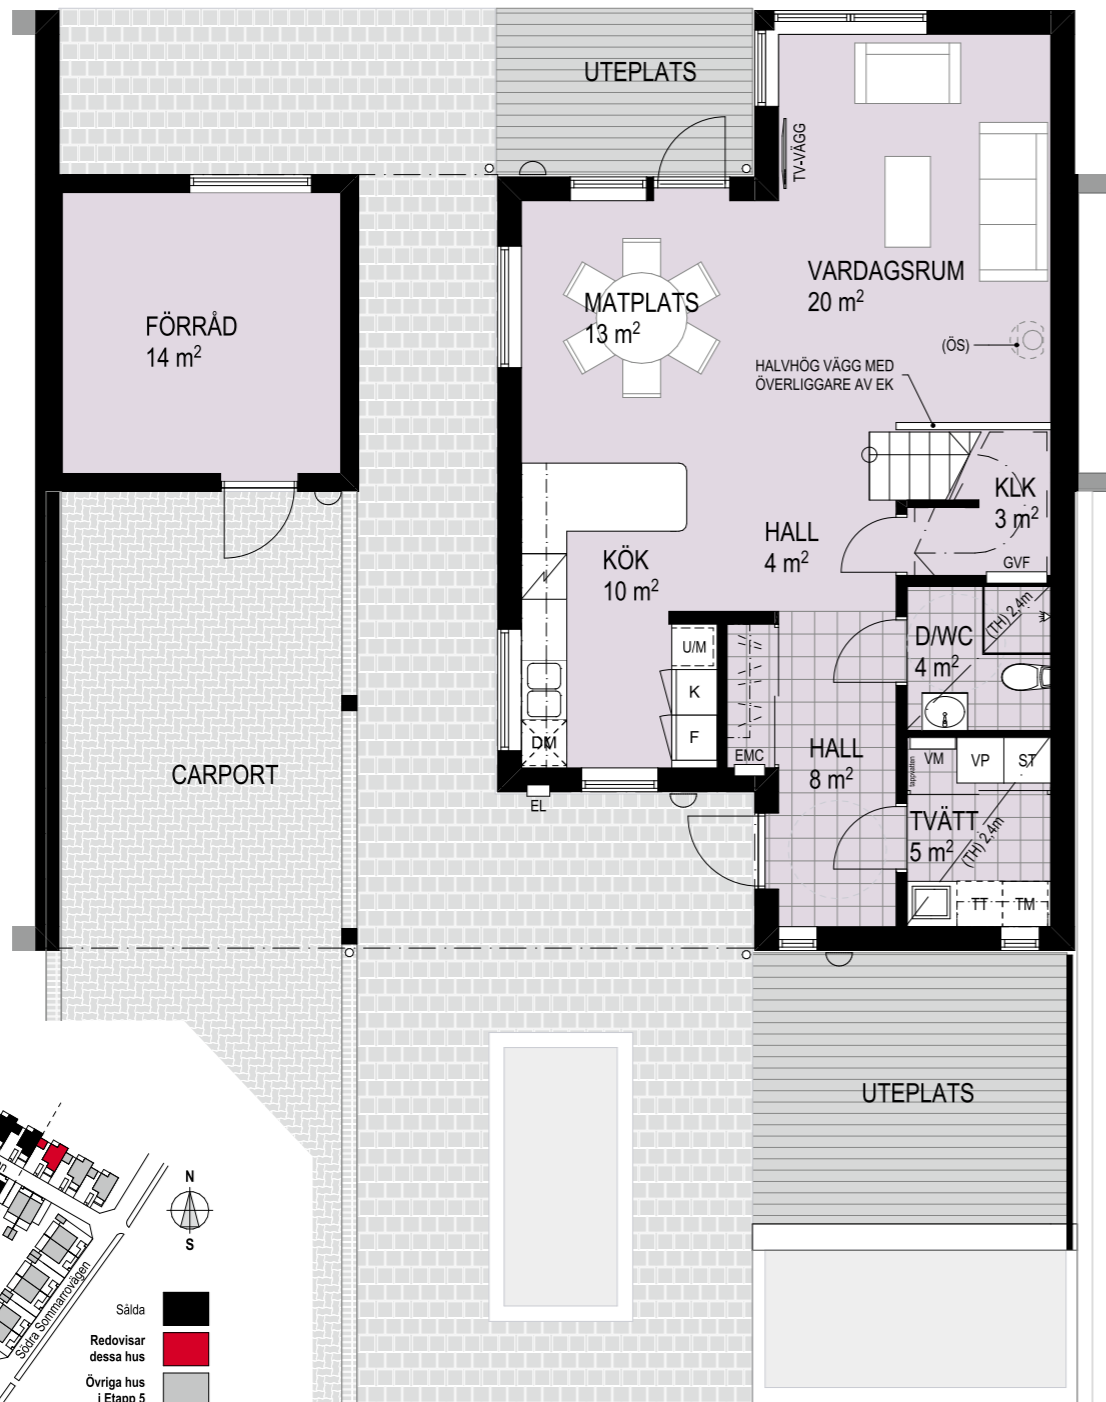 UTEPLATS
TV-VÄGG
VARDAGSRUM
20 m²
MATPLATS
13 m²
FÖRRÅD
14 m²
(ÖS)
HALVHÖG VÄGG MED
ÖVERLIGGARE AV EK
KLK
3 m²
GVF
HALL
4 m²
KÖK
10 m²
(TH) 2,4m
D/WC
4 m²
U/M
K
F
DM
EMC
EL
HALL
8 m²
tappvatten
VM
VP
ST
TVÄTT
5 m²
(TH) 2,4m
TT
TM
CARPORT
UTEPLATS
N
S
Södra Sommarrovägen
Sålda
Redovisar
dessa hus
Övriga hus
i Etapp 5